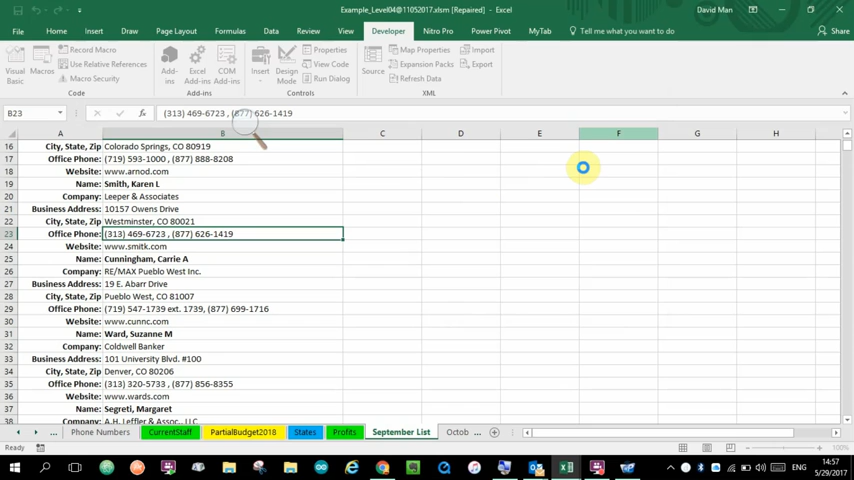 Example_Level04@11052017.xlsm [Repaired] - Excel
David Man
File Home Insert Draw Page Layout Formulas Data Review View Developer Nitro Pro Power Pivot MyTab Tell me what you want to do Share
Visual Basic
Macros
Record Macro
Use Relative References
Macro Security
Code
Add-ins
Excel Add-ins
COM Add-ins
Add-ins
Insert
Design Mode
Properties
View Code
Run Dialog
Controls
Source
Map Properties
Expansion Packs
Refresh Data
Import
Export
XML
B23
fx
(313) 469-6723 , (877) 626-1419
A B C D E F G H
16 City, State, Zip Colorado Springs, CO 80919
17 Office Phone: (719) 593-1000 , (877) 888-8208
18 Website: www.arnod.com
19 Name: Smith, Karen L
20 Company: Leeper & Associates
21 Business Address: 10157 Owens Drive
22 City, State, Zip Westminster, CO 80021
23 Office Phone: (313) 469-6723 , (877) 626-1419
24 Website: www.smitk.com
25 Name: Cunningham, Carrie A
26 Company: RE/MAX Pueblo West Inc.
27 Business Address: 19 E. Abarr Drive
28 City, State, Zip Pueblo West, CO 81007
29 Office Phone: (719) 547-1739 ext. 1739, (877) 699-1716
30 Website: www.cunnc.com
31 Name: Ward, Suzanne M
32 Company: Coldwell Banker
33 Business Address: 101 University Blvd. #100
34 City, State, Zip Denver, CO 80206
35 Office Phone: (313) 320-5733 , (877) 856-8355
36 Website: www.wards.com
37 Name: Segreti, Margaret
38 Company: A.H. Leffler & Assoc., LLC
... Phone Numbers CurrentStaff PartialBudget2018 States Profits September List Octob ...
Ready
100%
ENG
14:57
5/29/2017